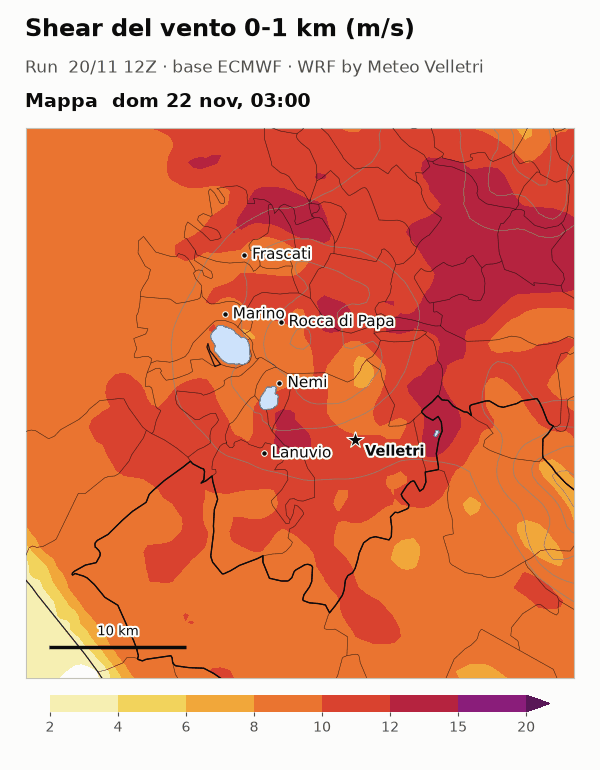 Shear del vento 0-1 km (m/s)
Run  20/11 12Z · base ECMWF · WRF by Meteo Velletri
Mappa  dom 22 nov, 03:00
Frascati
Marino
Rocca di Papa
Nemi
Velletri
Lanuvio
10 km
2 4 6 8 10 12 15 20